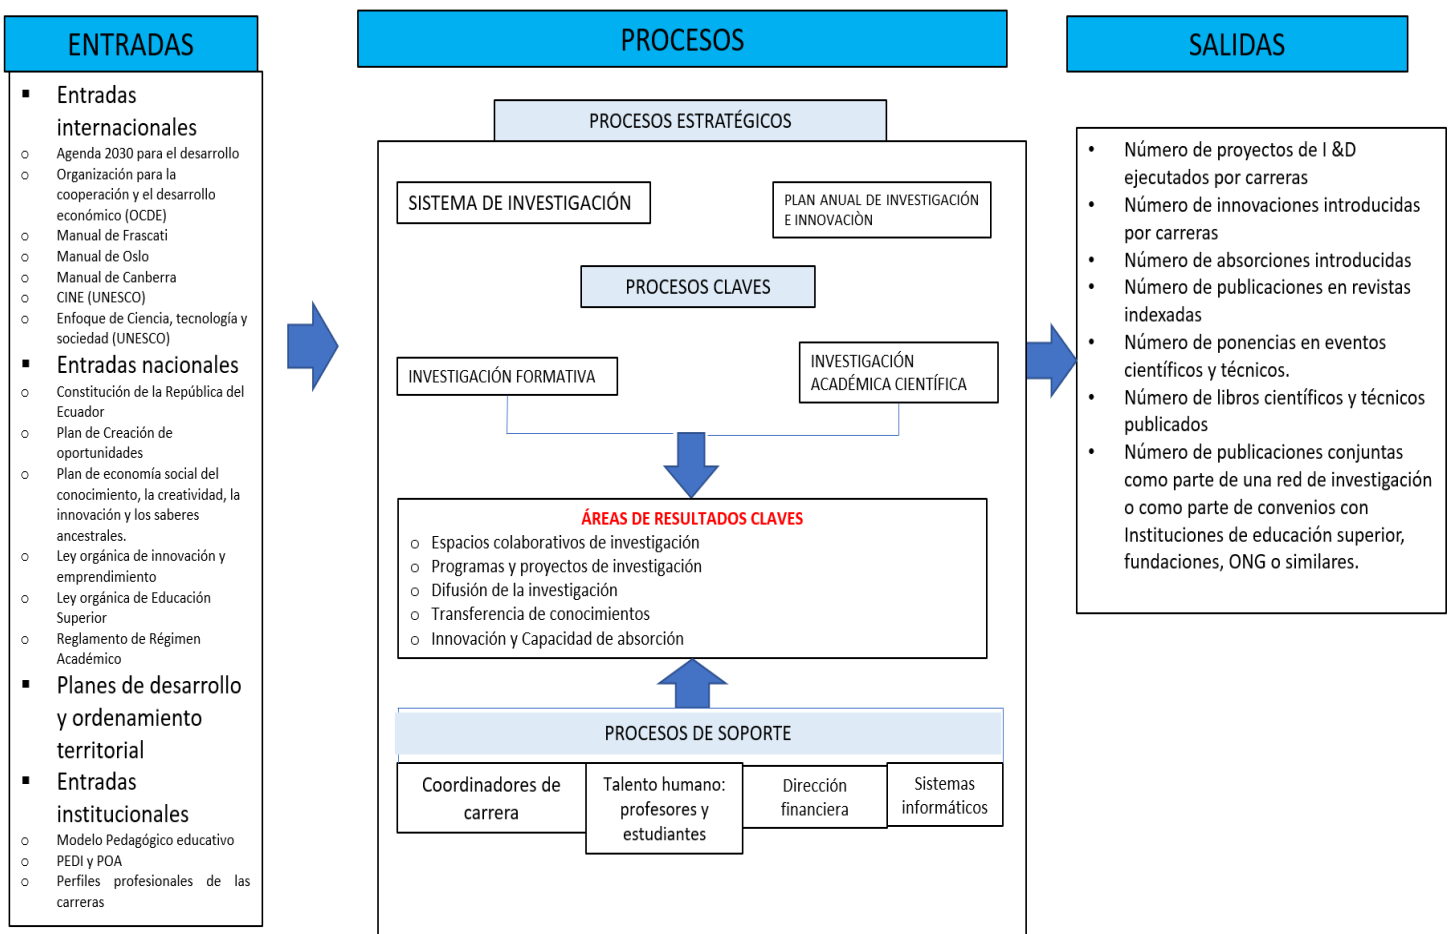 ENTRADAS
▪ Entradas
internacionales
o Agenda 2030 para el desarrollo
o Organización para la
cooperación y el desarrollo
económico (OCDE)
o Manual de Frascati
o Manual de Oslo
o Manual de Canberra
o CINE (UNESCO)
o Enfoque de Ciencia, tecnología y
sociedad (UNESCO)
▪ Entradas nacionales
o Constitución de la República del
Ecuador
o Plan de Creación de
oportunidades
o Plan de economía social del
conocimiento, la creatividad, la
innovación y los saberes
ancestrales.
o Ley orgánica de innovación y
emprendimiento
o Ley orgánica de Educación
Superior
o Reglamento de Régimen
Académico
▪ Planes de desarrollo
y ordenamiento
territorial
▪ Entradas
institucionales
o Modelo Pedagógico educativo
o PEDI y POA
o Perfiles profesionales de las
carreras
PROCESOS
PROCESOS ESTRATÉGICOS
SISTEMA DE INVESTIGACIÓN
PLAN ANUAL DE INVESTIGACIÓN
E INNOVACIÒN
PROCESOS CLAVES
INVESTIGACIÓN FORMATIVA
INVESTIGACIÓN
ACADÉMICA CIENTÍFICA
ÁREAS DE RESULTADOS CLAVES
o Espacios colaborativos de investigación
o Programas y proyectos de investigación
o Difusión de la investigación
o Transferencia de conocimientos
o Innovación y Capacidad de absorción
PROCESOS DE SOPORTE
Coordinadores de
carrera
Talento humano:
profesores y
estudiantes
Dirección
financiera
Sistemas
informáticos
SALIDAS
• Número de proyectos de I &D
ejecutados por carreras
• Número de innovaciones introducidas
por carreras
• Número de absorciones introducidas
• Número de publicaciones en revistas
indexadas
• Número de ponencias en eventos
científicos y técnicos.
• Número de libros científicos y técnicos
publicados
• Número de publicaciones conjuntas
como parte de una red de investigación
o como parte de convenios con
Instituciones de educación superior,
fundaciones, ONG o similares.